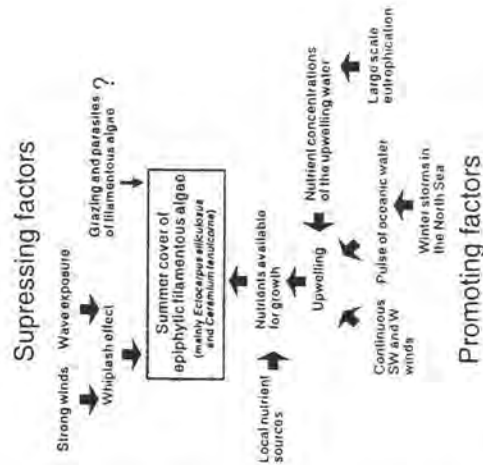 Supressing factors
Strong winds
Wave exposure
Grazing and parasites
of filamentous algae
?
Whiplash effect
Summer cover of
epiphytic filamentous algae
(mainly Ectocarpus siliculosus
and Ceramium tenuicorne)
Local nutrient
sources
Nutrients available
for growth
Upwelling
Nutrient concentrations
of the upwelling water
Continuous
SW and W
winds
Pulse of oceanic water
Large scale
eutrophication
Winter storms in
the North Sea
Promoting factors